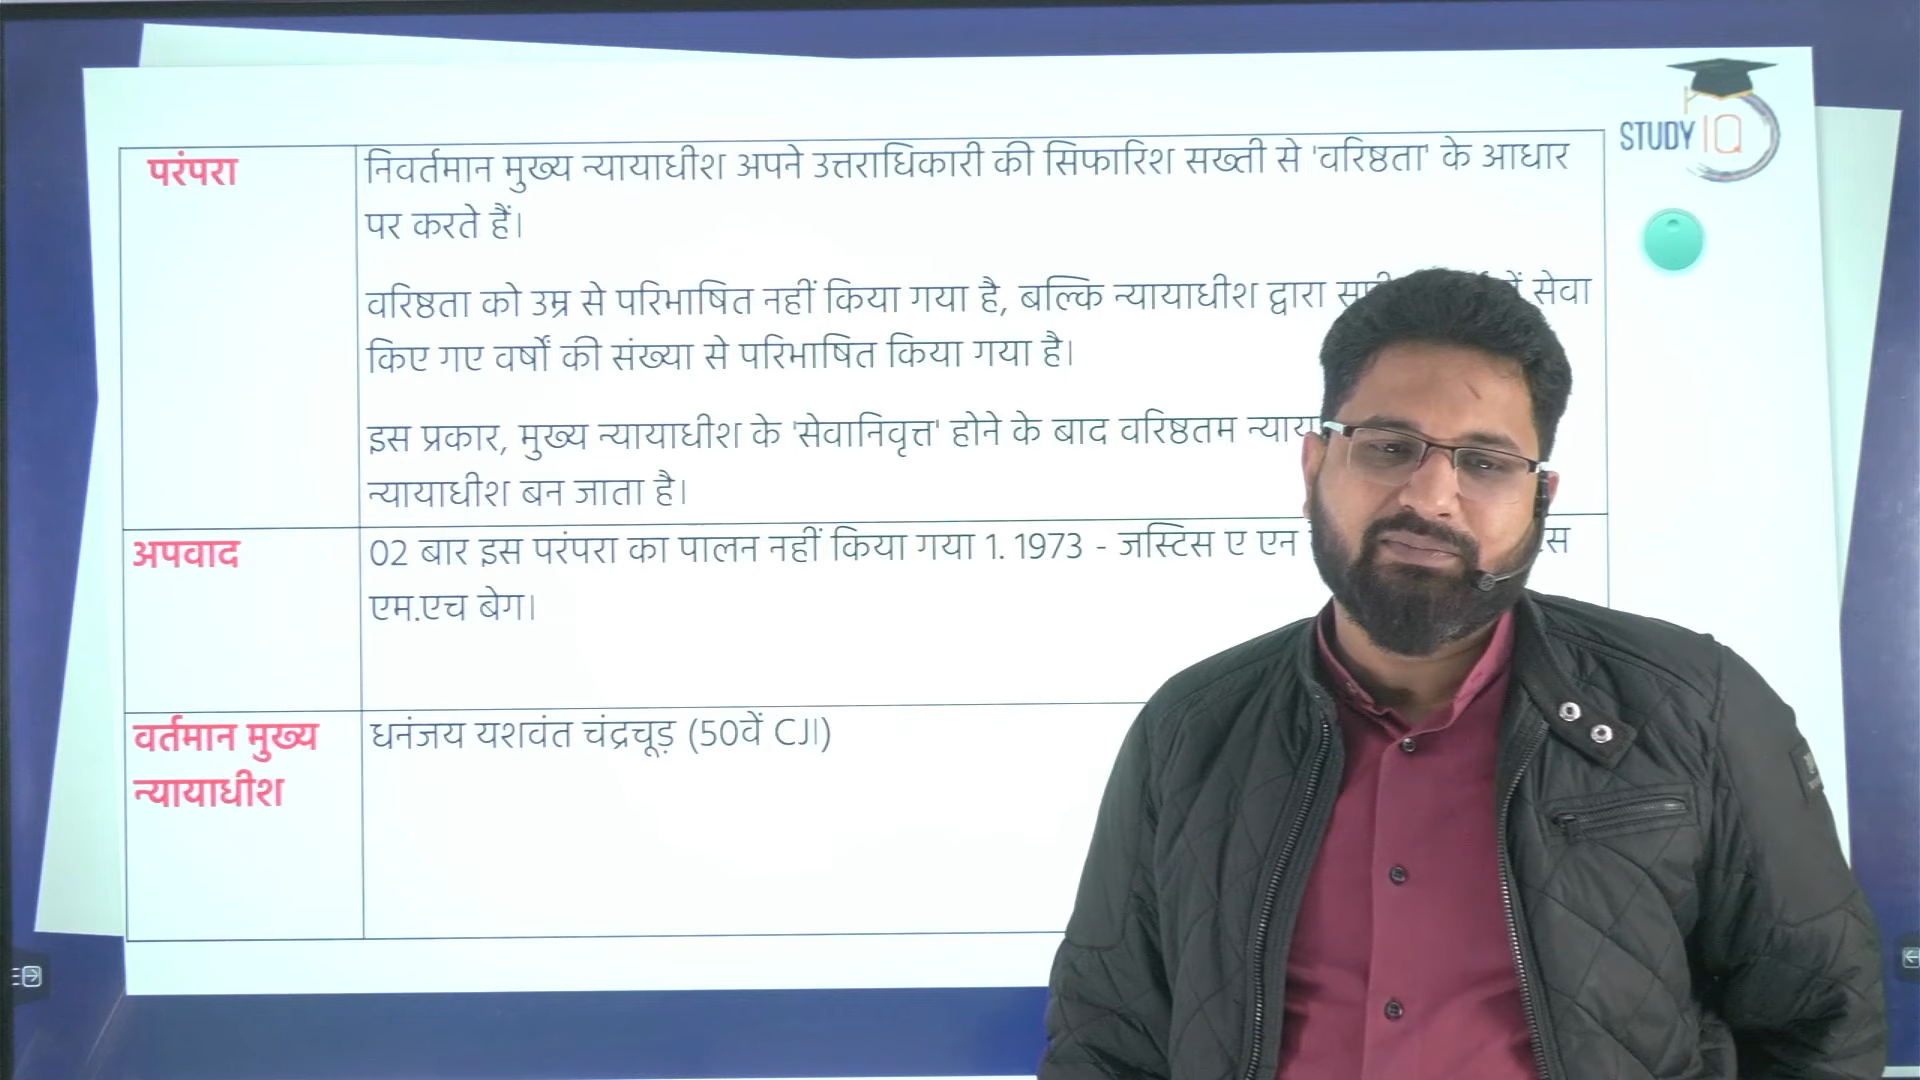 STUDY IQ
परंपरा
निवर्तमान मुख्य न्यायाधीश अपने उत्तराधिकारी की सिफारिश सख्ती से 'वरिष्ठता' के आधार
पर करते हैं।
वरिष्ठता को उम्र से परिभाषित नहीं किया गया है, बल्कि न्यायाधीश द्वारा में सेवा
किए गए वर्षों की संख्या से परिभाषित किया गया है।
इस प्रकार, मुख्य न्यायाधीश के 'सेवानिवृत्त' होने के बाद वरिष्ठतम
न्यायाधीश बन जाता है।
अपवाद
02 बार इस परंपरा का पालन नहीं किया गया 1. 1973 - जस्टिस ए एन
एम.एच बेग।
वर्तमान मुख्य
न्यायाधीश
धनंजय यशवंत चंद्रचूड़ (50वें CJI)